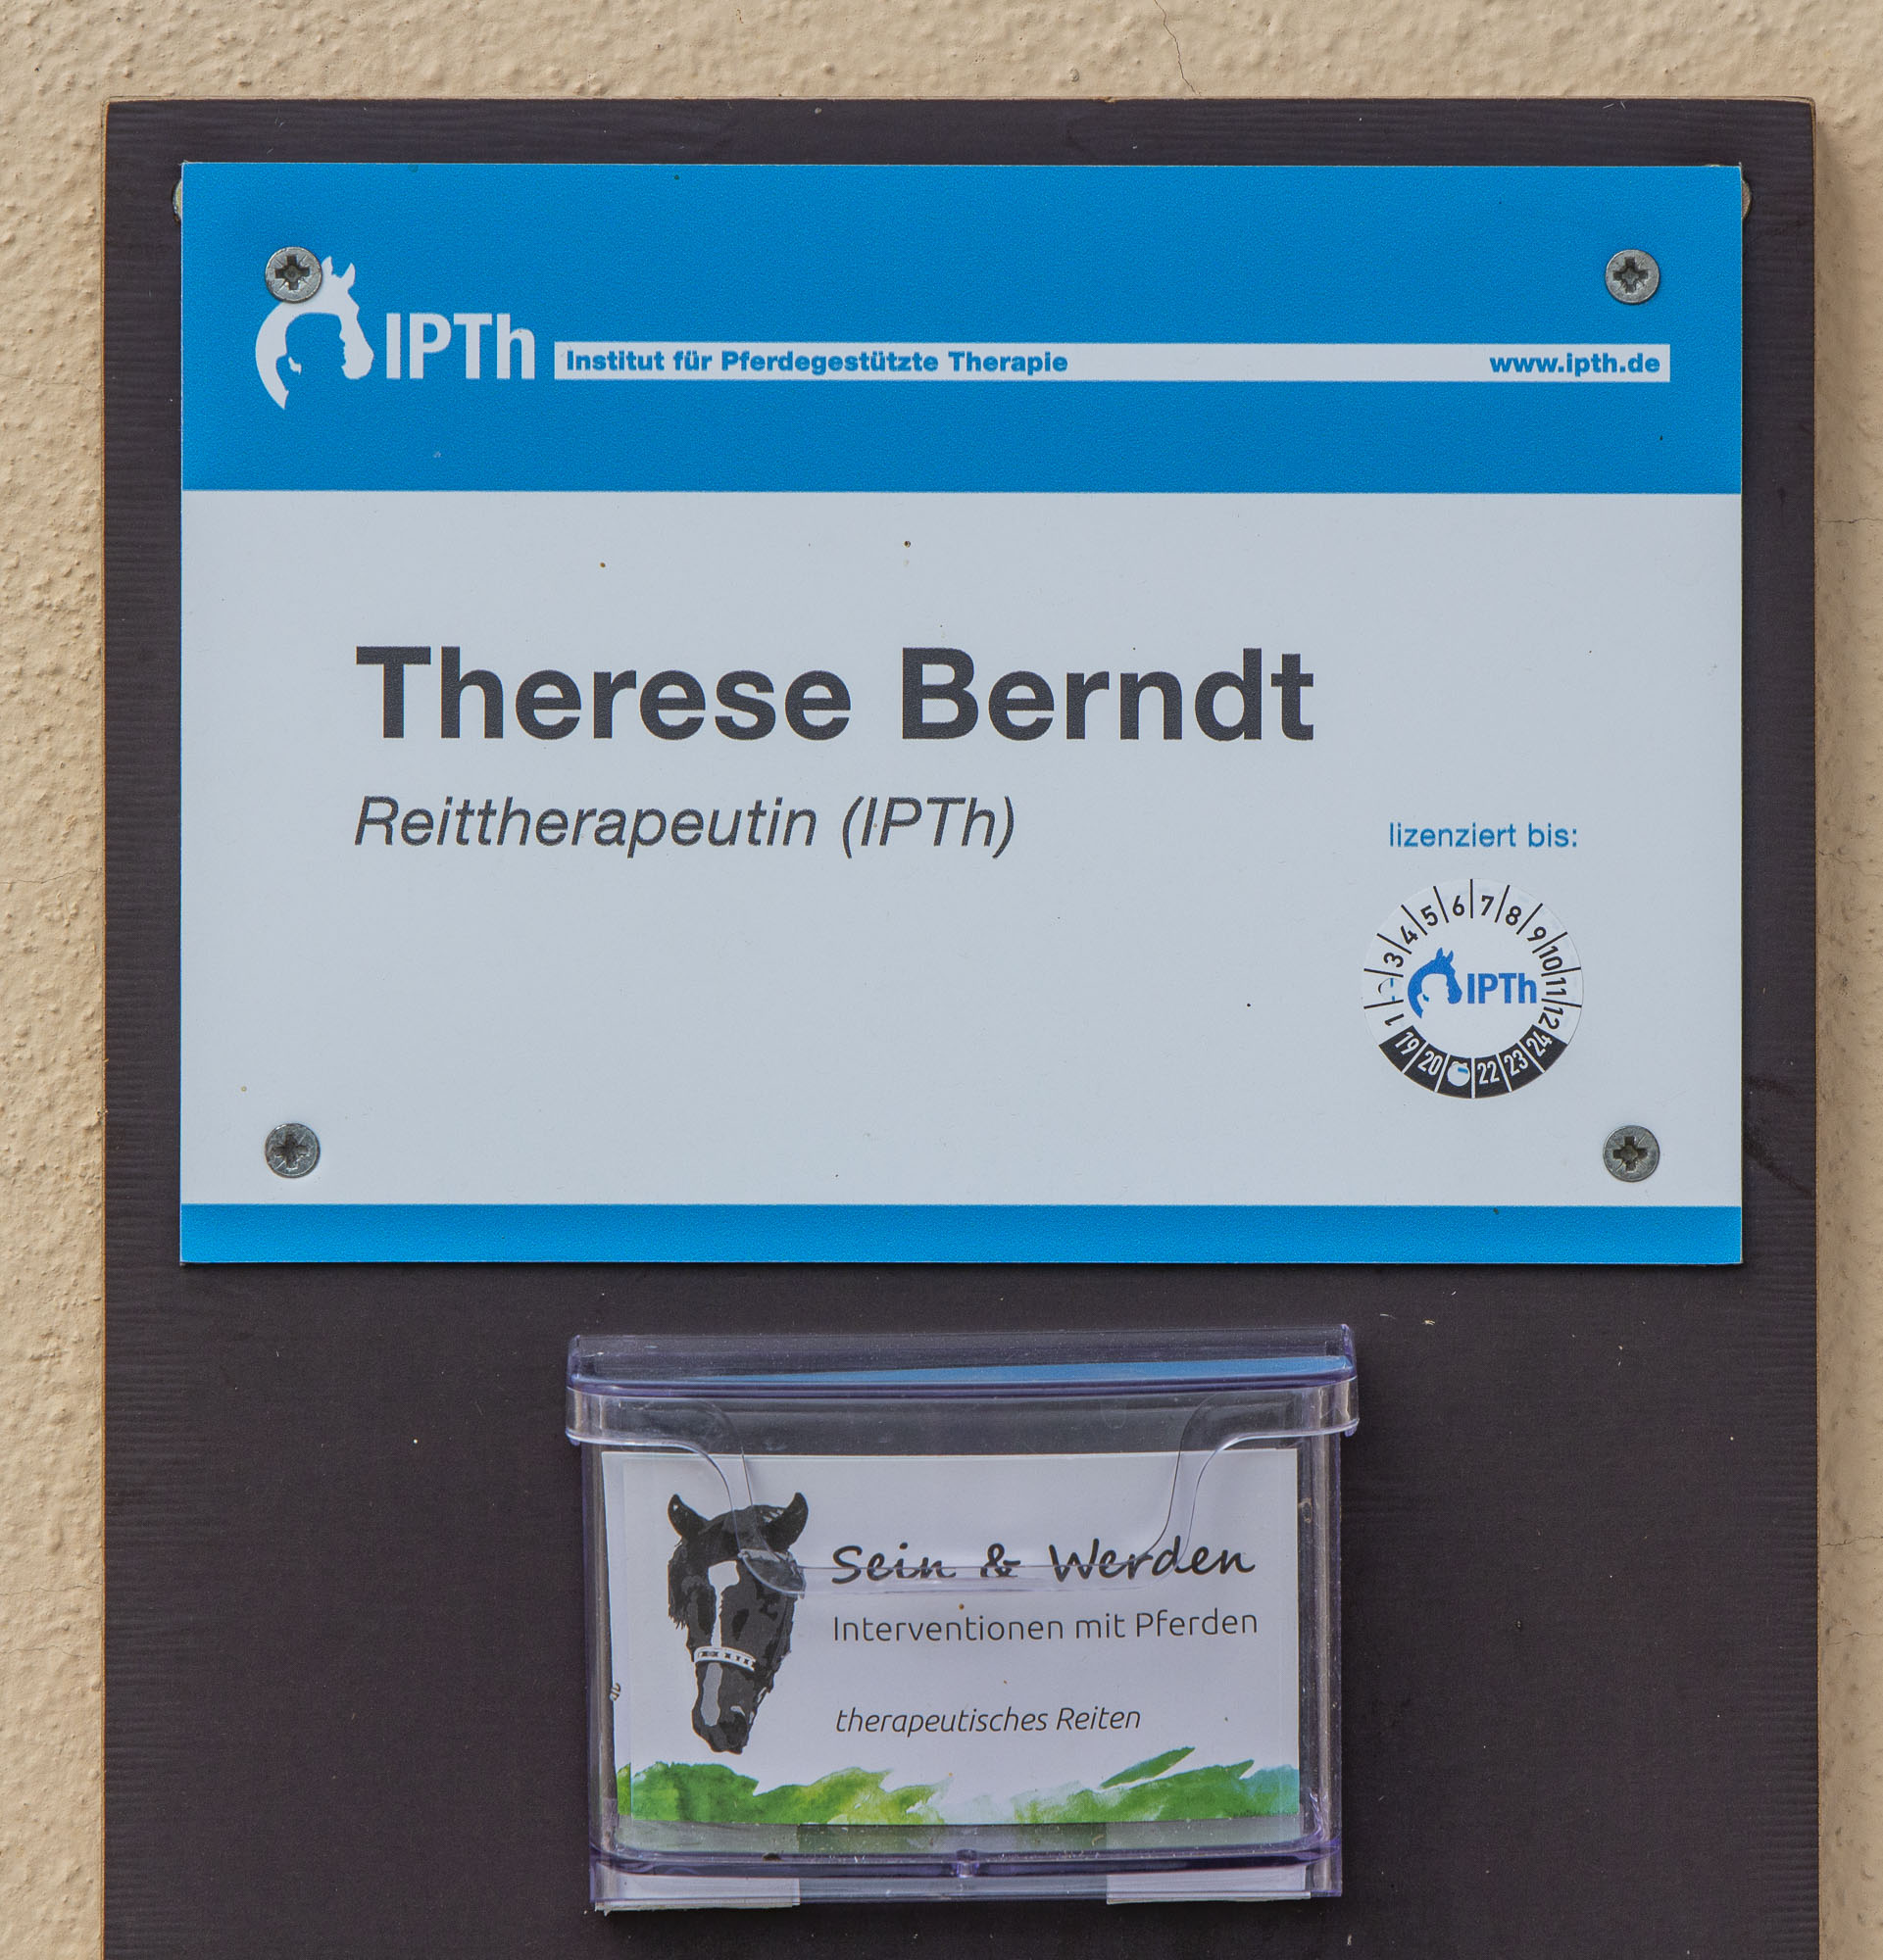 IPTh Institut für Pferdegestützte Therapie www.ipth.de
Therese Berndt
Reittherapeutin (IPTh)
lizenziert bis:
1 3 4 5 6 7 8 9 10 11 12
IPTh
19 20 22 23 24
Sein & Werden
Interventionen mit Pferden
therapeutisches Reiten